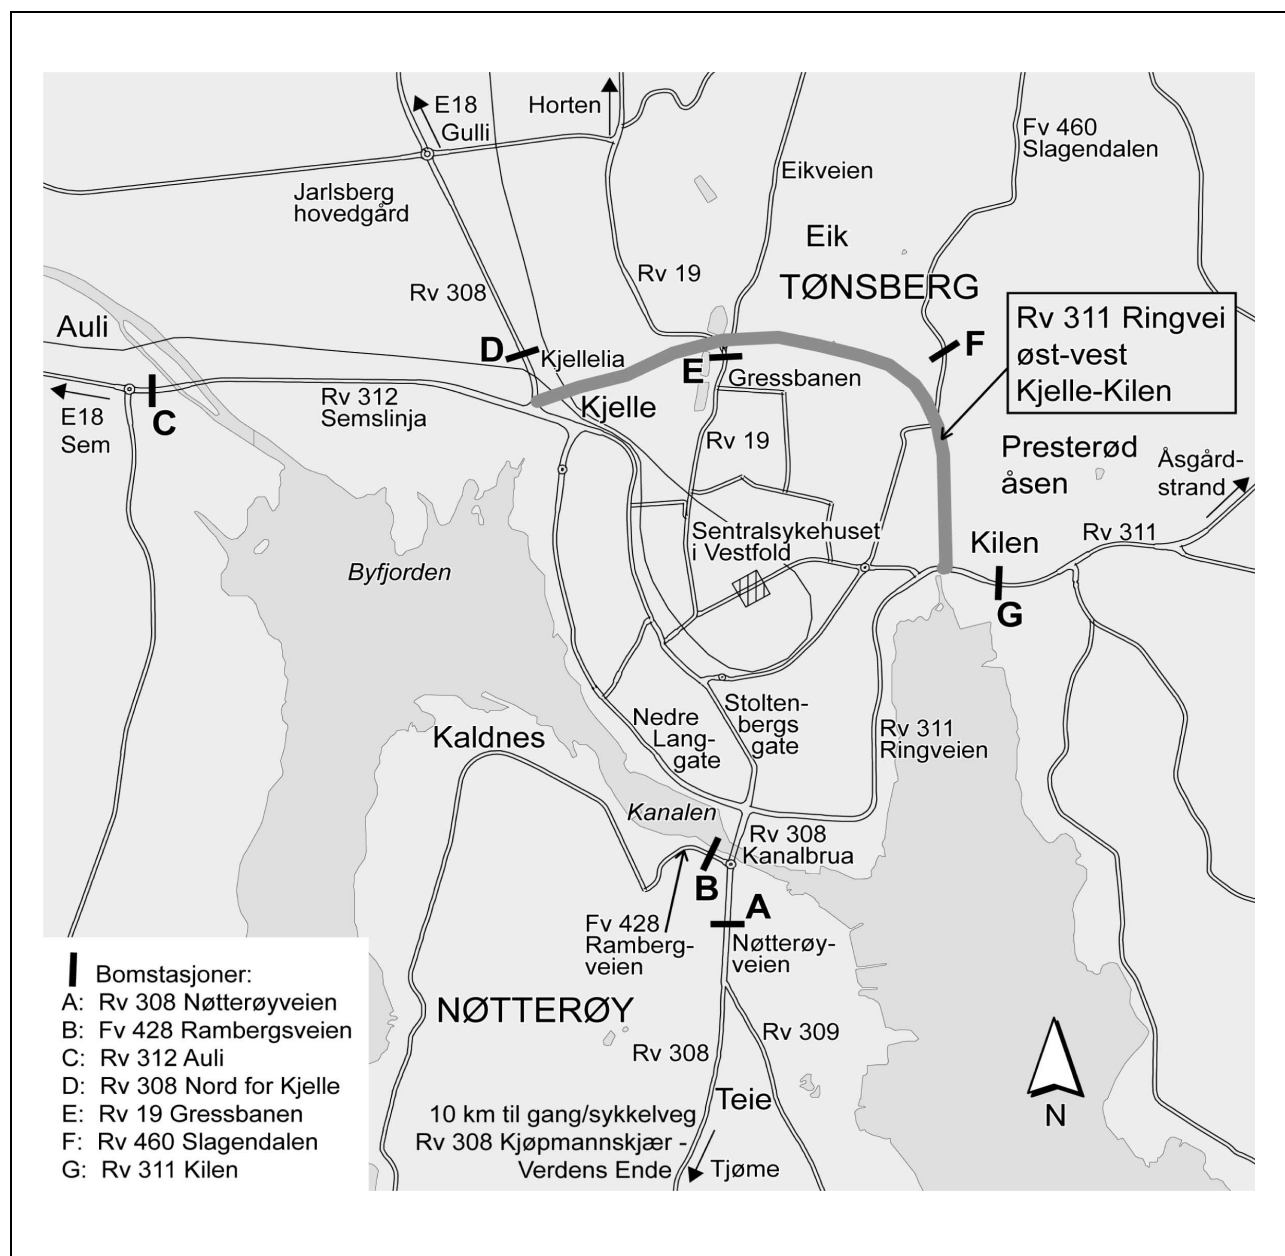 E18
Gulli
Horten
Fv 460
Slagendalen
Eikveien
Jarlsberg
hovedgård
Eik
Rv 19
TØNSBERG
Rv 308
Auli
Rv 311 Ringvei
øst-vest
Kjelle-Kilen
D
Kjellelia
F
E
Gressbanen
E18
Sem
C
Rv 312
Semslinja
Kjelle
Rv 19
Presterød
åsen
Åsgård-
strand
Sentralsykehuset
i Vestfold
Kilen
Rv 311
Byfjorden
G
Kaldnes
Nedre
Lang-
gate
Stolten-
bergs
gate
Rv 311
Ringveien
Kanalen
Rv 308
Kanalbrua
B
A
Fv 428
Ramberg-
veien
Nøtterøy-
veien
NØTTERØY
Rv 308
Rv 309
Teie
10 km til gang/sykkelveg
Rv 308 Kjøpmannskjær -
Verdens Ende
Tjøme
N
Bomstasjoner:
A: Rv 308 Nøtterøyveien
B: Fv 428 Rambergsveien
C: Rv 312 Auli
D: Rv 308 Nord for Kjelle
E: Rv 19 Gressbanen
F: Rv 460 Slagendalen
G: Rv 311 Kilen